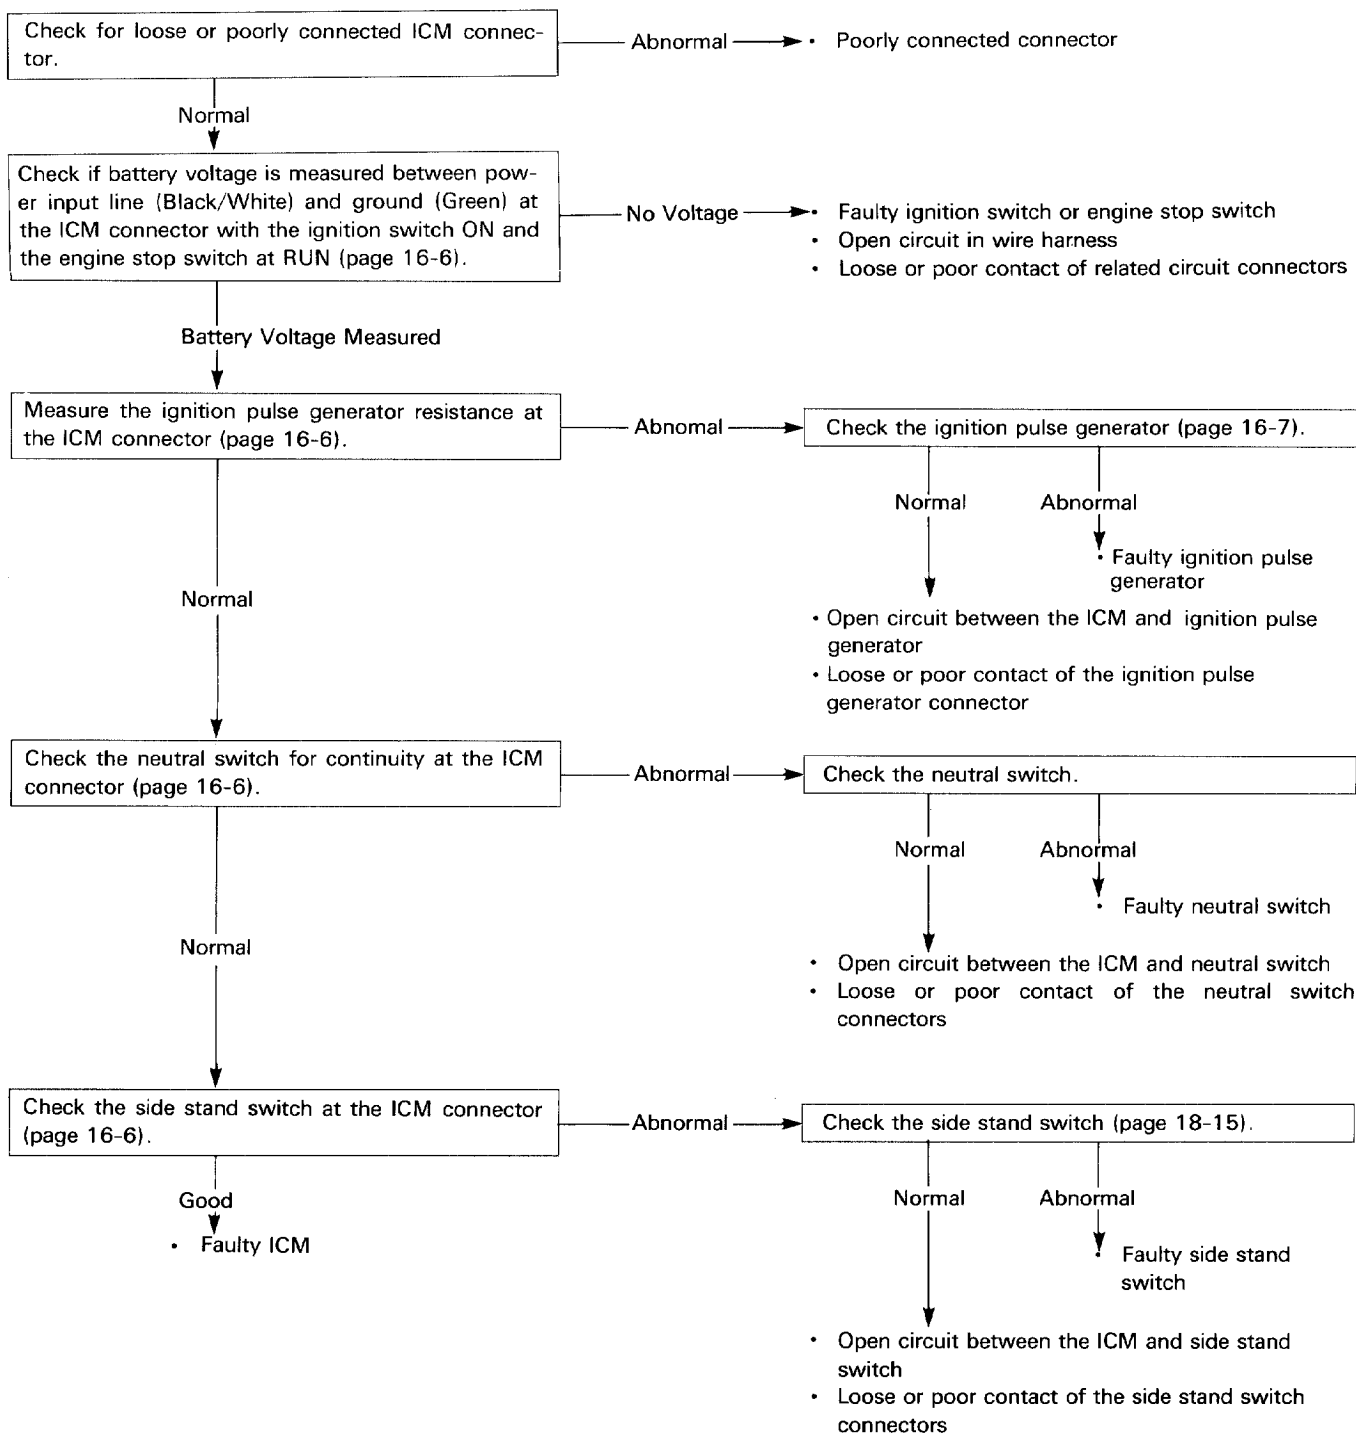 Check for loose or poorly connected ICM connec-
tor.
Abnormal
• Poorly connected connector
Normal
Check if battery voltage is measured between pow-
er input line (Black/White) and ground (Green) at
the ICM connector with the ignition switch ON and
the engine stop switch at RUN (page 16-6).
No Voltage
• Faulty ignition switch or engine stop switch
• Open circuit in wire harness
• Loose or poor contact of related circuit connectors
Battery Voltage Measured
Measure the ignition pulse generator resistance at
the ICM connector (page 16-6).
Abnomal
Check the ignition pulse generator (page 16-7).
Normal
Abnormal
• Faulty ignition pulse
generator
Normal
• Open circuit between the ICM and ignition pulse
generator
• Loose or poor contact of the ignition pulse
generator connector
Check the neutral switch for continuity at the ICM
connector (page 16-6).
Abnormal
Check the neutral switch.
Normal
Abnormal
• Faulty neutral switch
Normal
• Open circuit between the ICM and neutral switch
• Loose or poor contact of the neutral switch
connectors
Check the side stand switch at the ICM connector
(page 16-6).
Abnormal
Check the side stand switch (page 18-15).
Good
• Faulty ICM
Normal
Abnormal
• Faulty side stand
switch
• Open circuit between the ICM and side stand
switch
• Loose or poor contact of the side stand switch
connectors